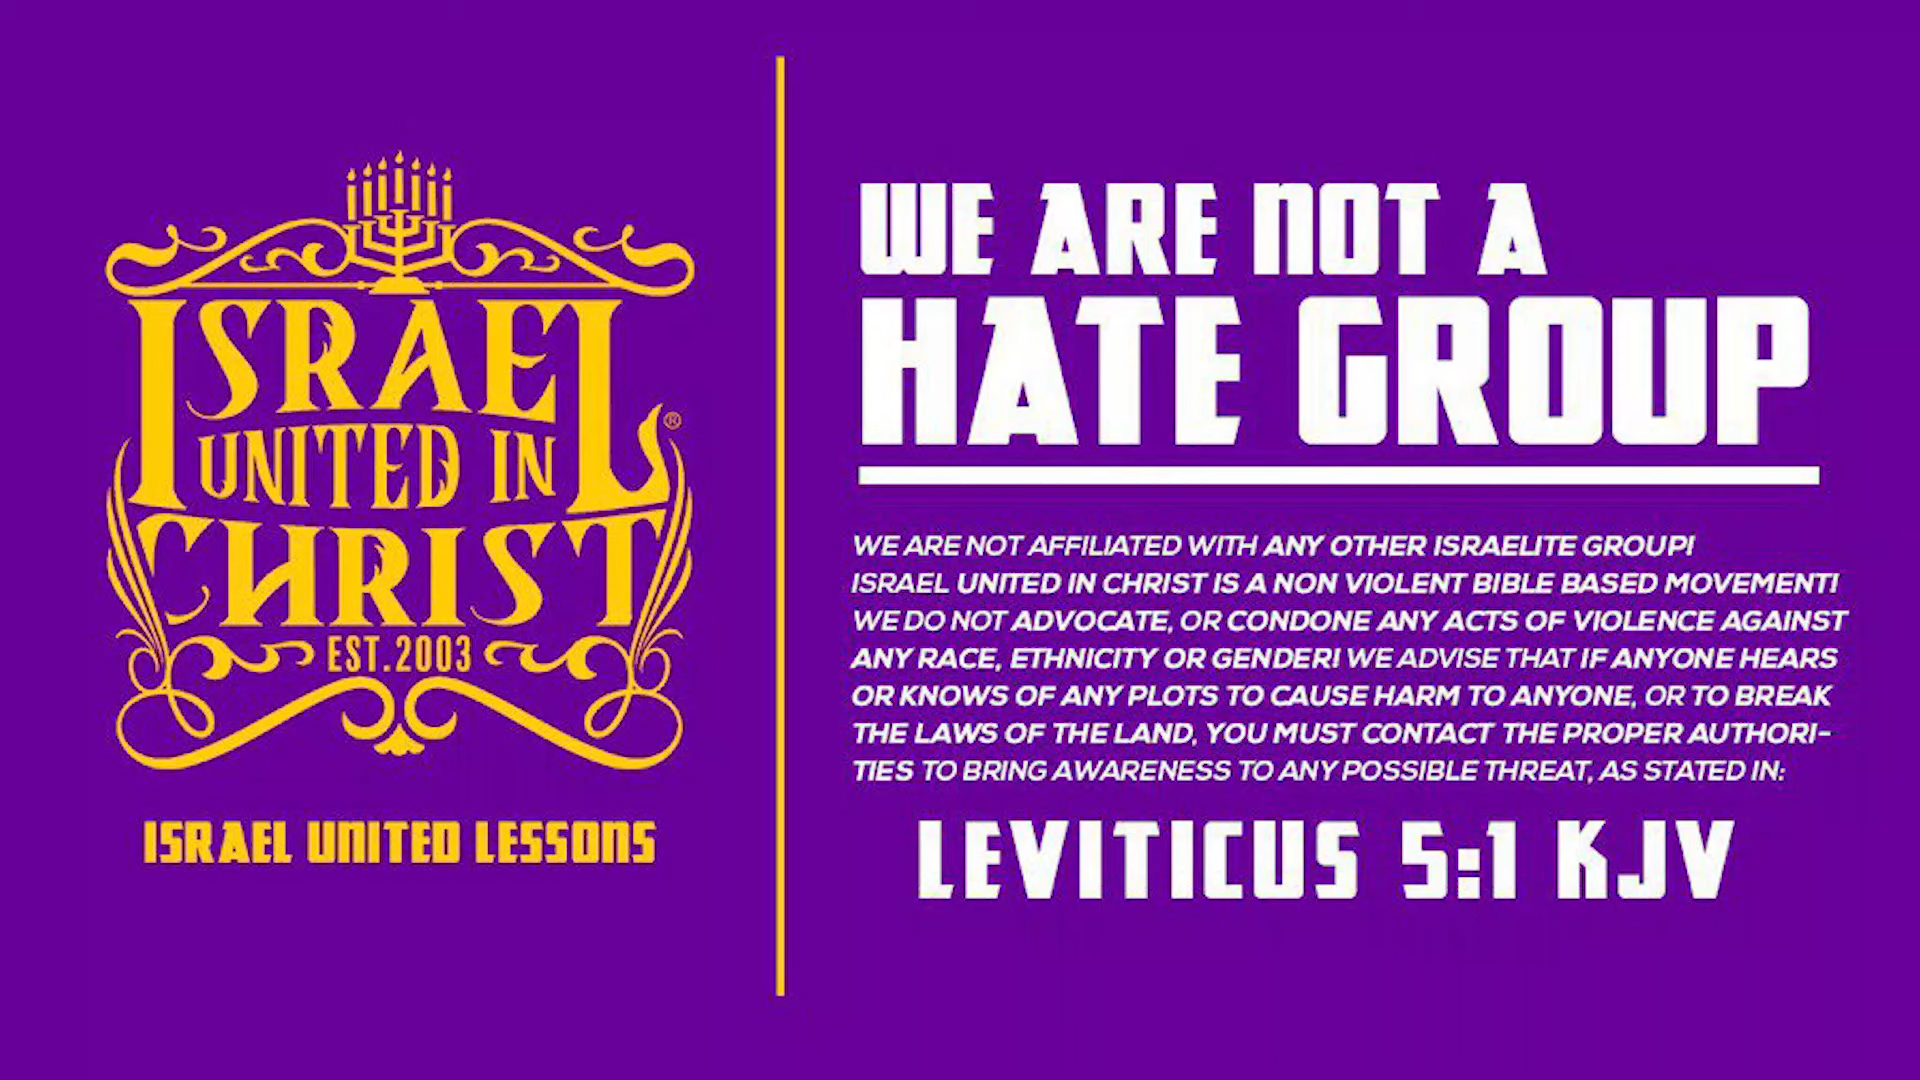 ISRAEL
UNITED IN
CHRIST
EST.2003
ISRAEL UNITED LESSONS
WE ARE NOT A
HATE GROUP
WE ARE NOT AFFILIATED WITH ANY OTHER ISRAELITE GROUP!
ISRAEL UNITED IN CHRIST IS A NON VIOLENT BIBLE BASED MOVEMENT!
WE DO NOT ADVOCATE, OR CONDONE ANY ACTS OF VIOLENCE AGAINST
ANY RACE, ETHNICITY OR GENDER! WE ADVISE THAT IF ANYONE HEARS
OR KNOWS OF ANY PLOTS TO CAUSE HARM TO ANYONE, OR TO BREAK
THE LAWS OF THE LAND, YOU MUST CONTACT THE PROPER AUTHORI-
TIES TO BRING AWARENESS TO ANY POSSIBLE THREAT, AS STATED IN:
LEVITICUS 5:1 KJV